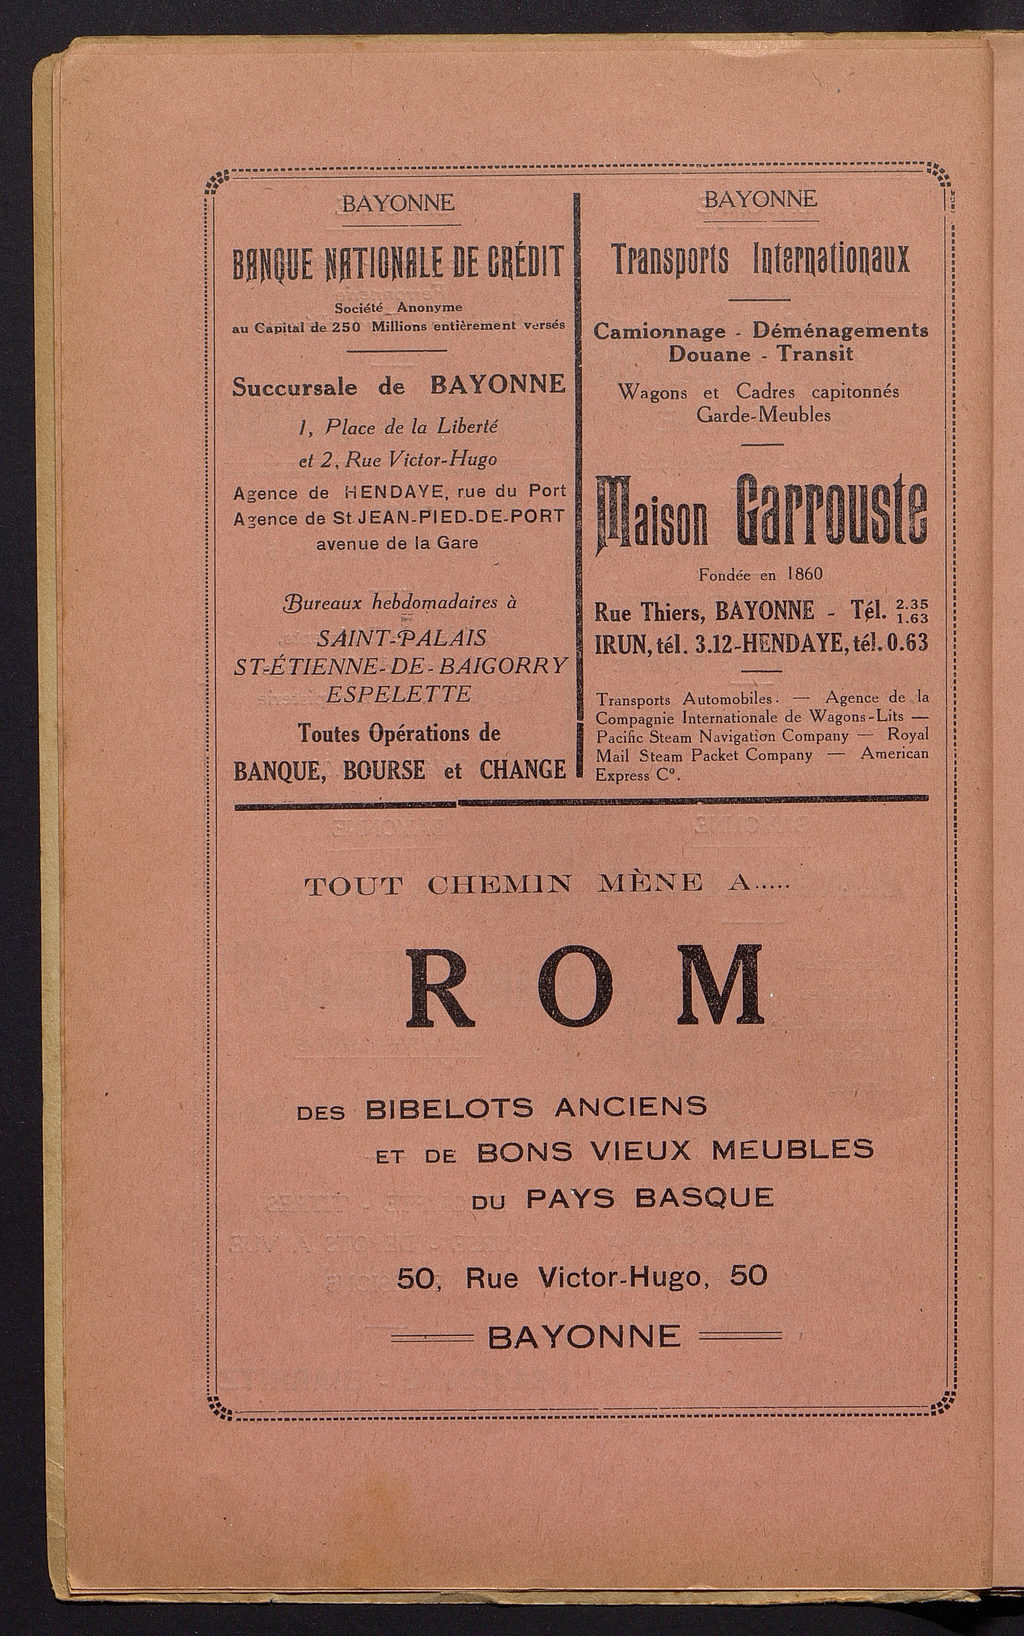 BAYONNE
BANQUE NATIONALE DE CRÉDIT
Société Anonyme
au Capital de 250 Millions entièrement versés
Succursale de BAYONNE
1, Place de la Liberté
et 2, Rue Victor-Hugo
Agence de HENDAYE, rue du Port
Agence de St JEAN-PIED-DE-PORT
avenue de la Gare
Bureaux hebdomadaires à
SAINT-PALAIS
ST-ÉTIENNE-DE-BAIGORRY
ESPELETTE
Toutes Opérations de
BANQUE, BOURSE et CHANGE
BAYONNE
Transports Internationaux
Camionnage - Déménagements
Douane - Transit
Wagons et Cadres capitonnés
Garde-Meubles
Maison Garrouste
Fondée en 1860
Rue Thiers, BAYONNE - Tél. 2.35
1.63
IRUN, tél. 3.12-HENDAYE, tél. 0.63
Transports Automobiles. — Agence de la
Compagnie Internationale de Wagons-Lits —
Pacific Steam Navigation Company — Royal
Mail Steam Packet Company — American
Express Cº.
TOUT CHEMIN MÈNE A.....
ROM
DES BIBELOTS ANCIENS
ET DE BONS VIEUX MEUBLES
DU PAYS BASQUE
50, Rue Victor-Hugo, 50
BAYONNE